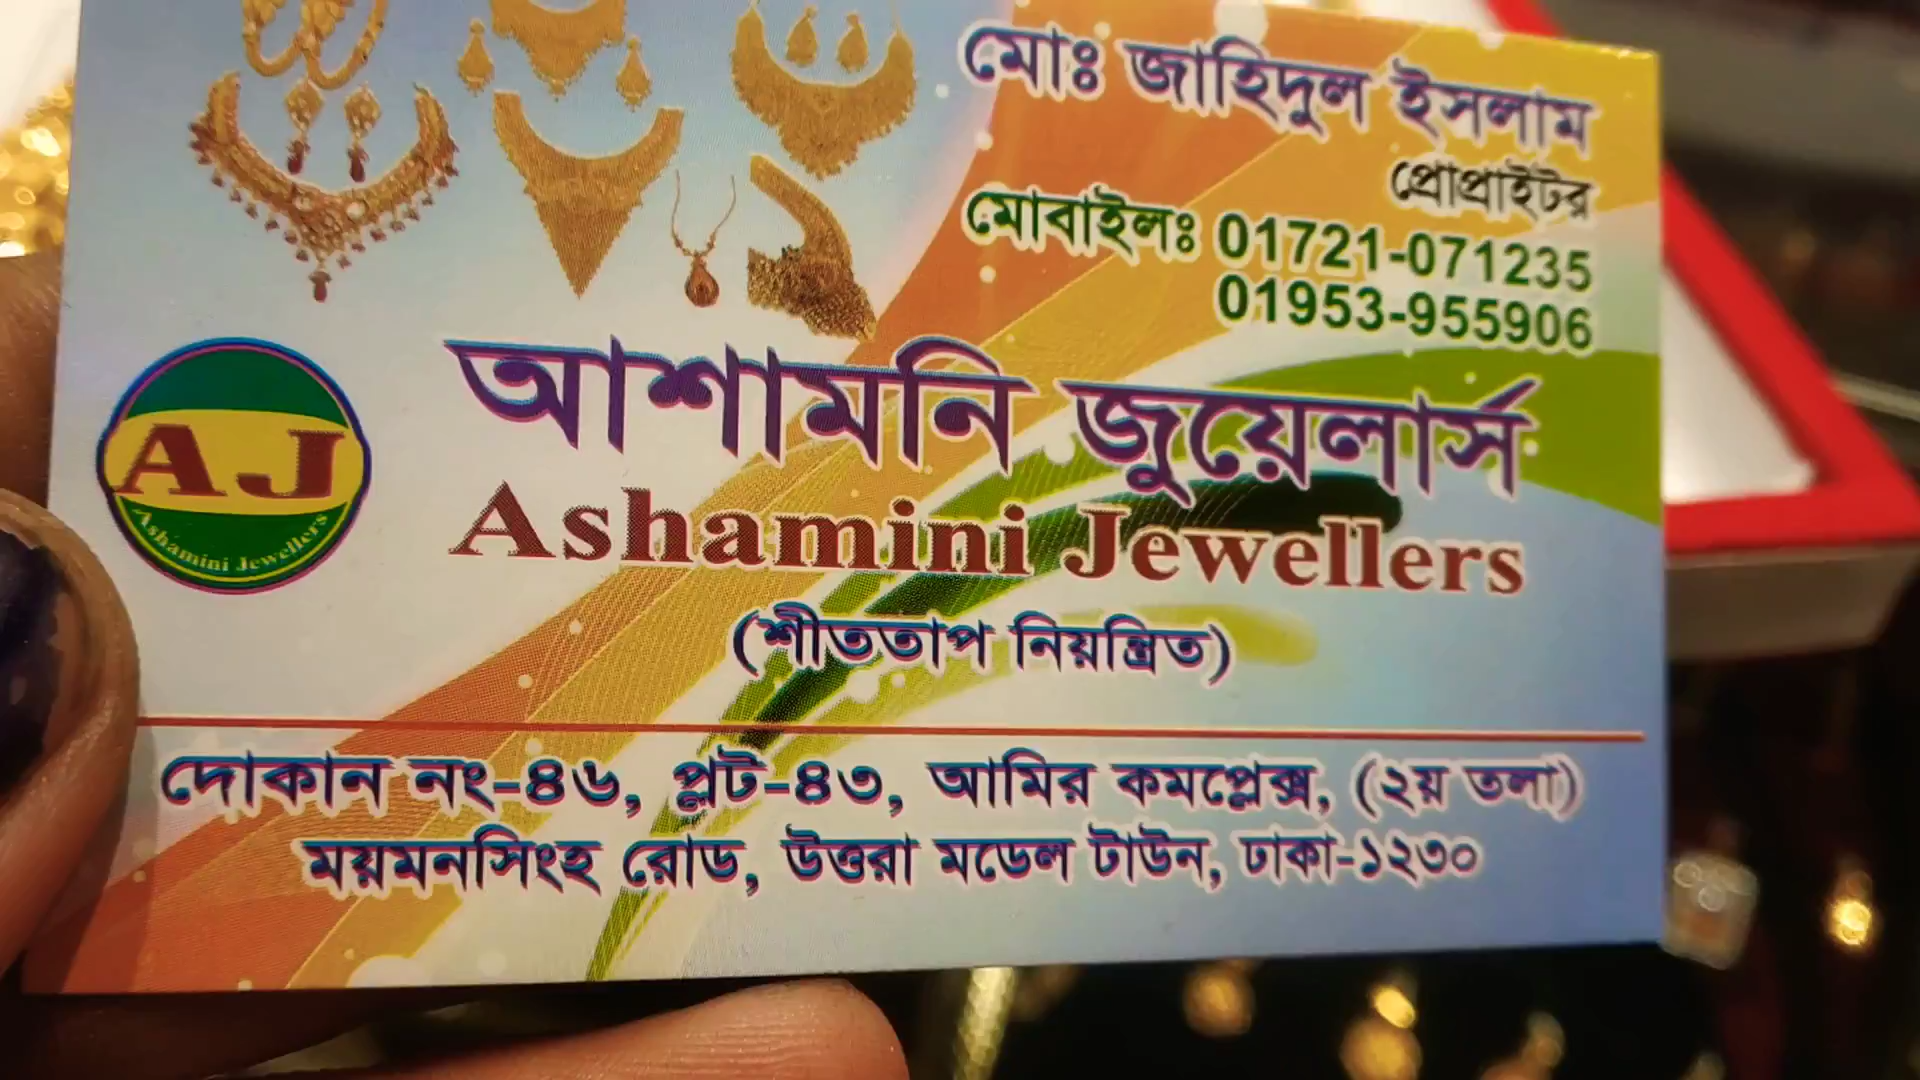 মোঃ জাহিদুল ইসলাম
প্রোপ্রাইটর
মোবাইলঃ 01721-071235
01953-955906
AJ
Ashamini Jewellers
আশামনি জুয়েলার্স
Ashamini Jewellers
(শীততাপ নিয়ন্ত্রিত)
দোকান নং-৪৬, প্লট-৪৩, আমির কমপ্লেক্স, (২য় তলা)
ময়মনসিংহ রোড, উত্তরা মডেল টাউন, ঢাকা-১২৩০